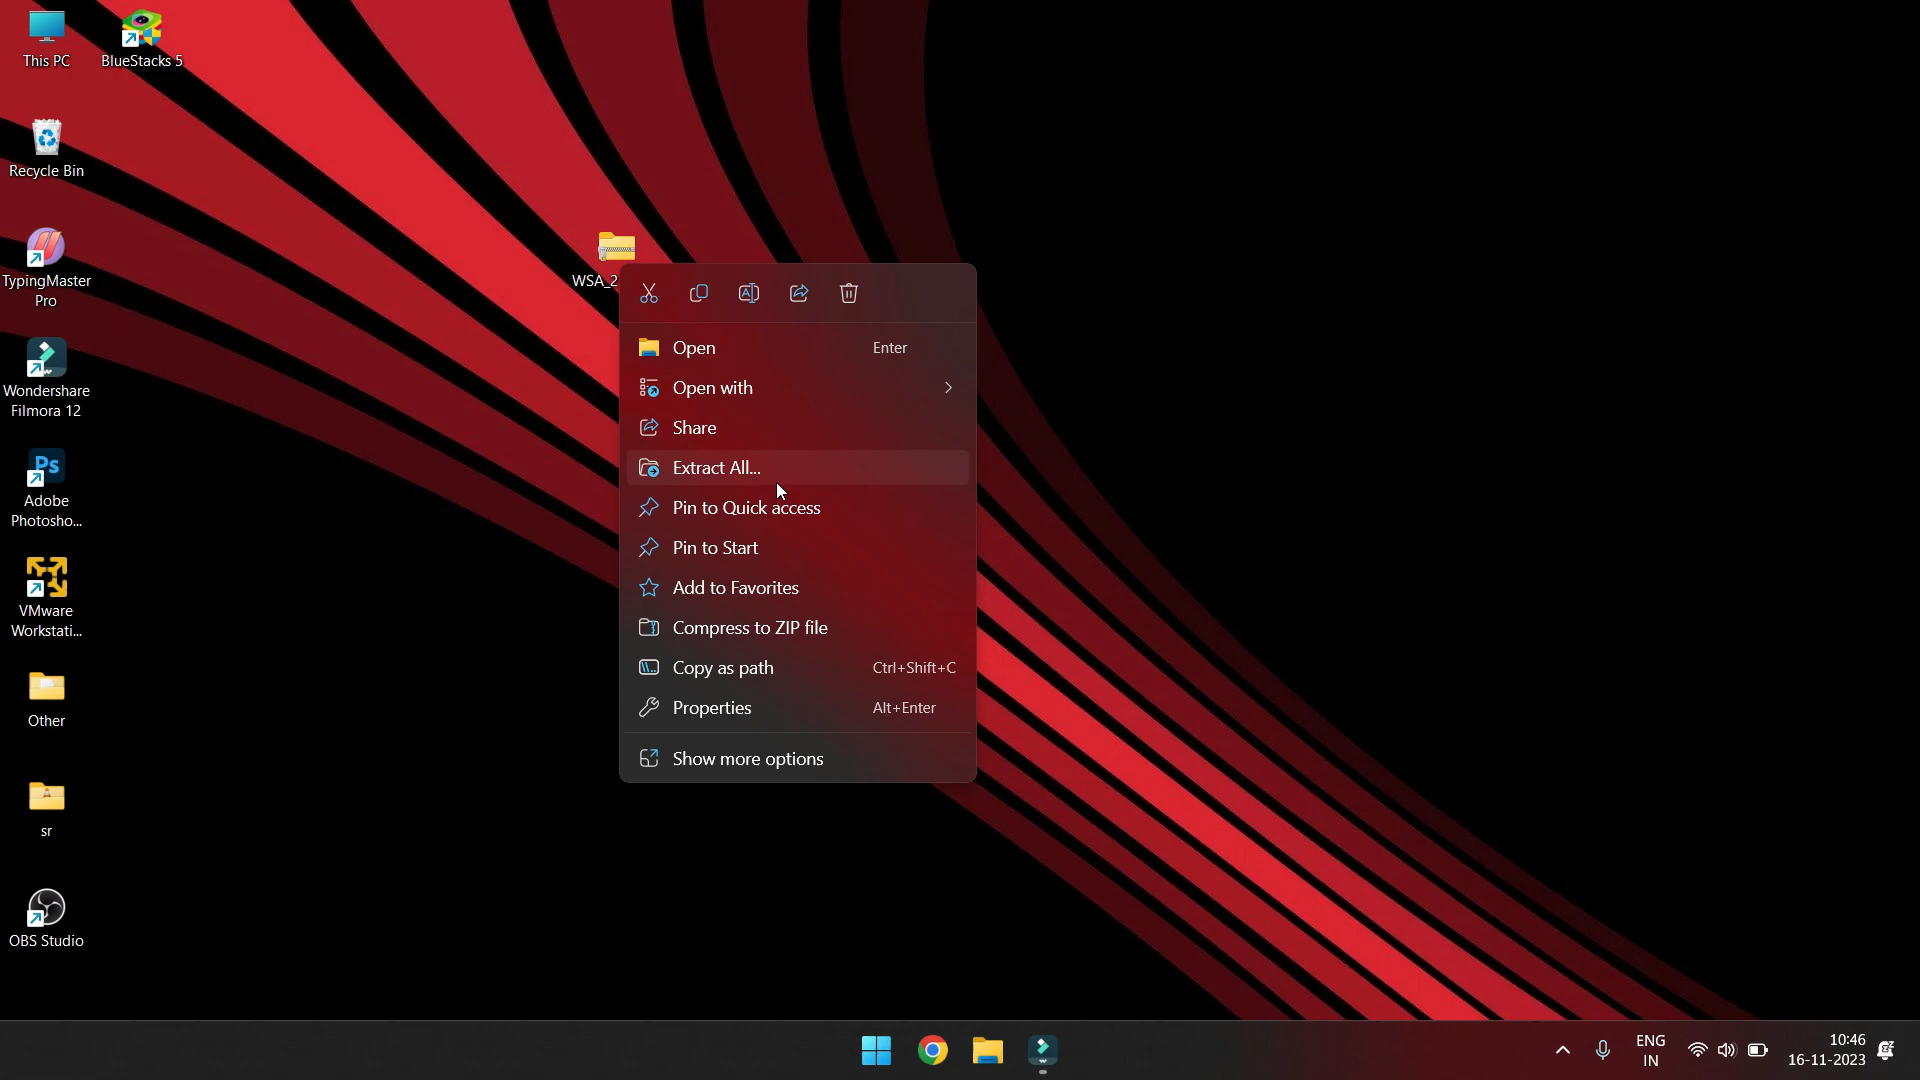 This PC
BlueStacks 5
Recycle Bin
TypingMaster
Pro
Wondershare
Filmora 12
Ps
Adobe
Photosho...
VMware
Workstati...
Other
sr
OBS Studio
WSA_2
Open Enter
Open with
Share
Extract All...
Pin to Quick access
Pin to Start
Add to Favorites
Compress to ZIP file
Copy as path Ctrl+Shift+C
Properties Alt+Enter
Show more options
ENG
IN
10:46
16-11-2023